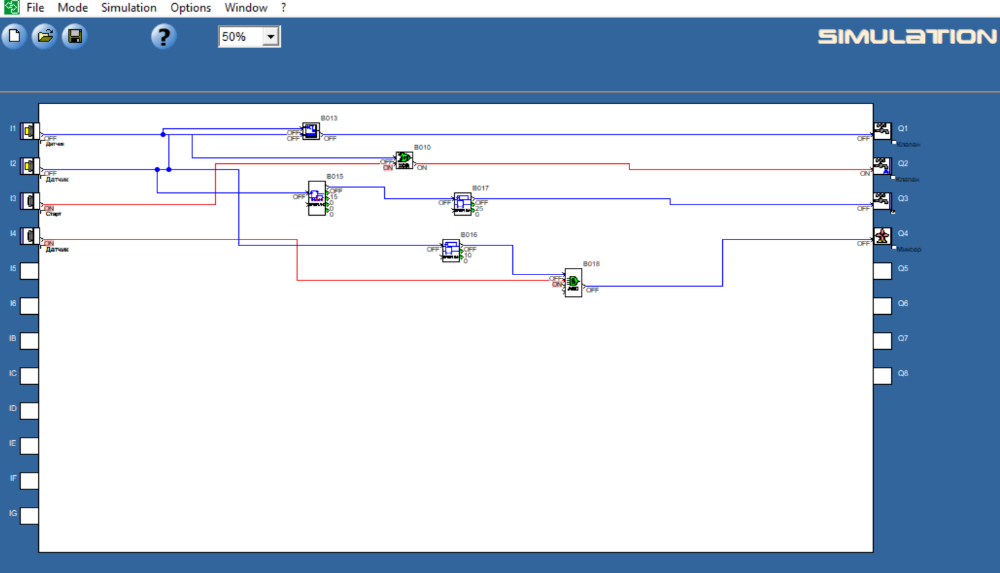 File Mode Simulation Options Window ?
? 50% SIMULATION
B013
I1 OFF OFF OFF OFF OFF Q1
Датчик Клапан
B010
I2 OFF OFF ON ON ON Q2
Датчик Клапан
B015
B017
I3 ON OFF OFF 15 0 0 0 OFF OFF 25 0 OFF Q3
Старт
B016
I4 ON OFF OFF 10 0 OFF Q4
Датчик Миксер
B018
I5 OFF ON OFF Q5
I6 Q6
IB Q7
IC Q8
ID
IE
IF
IG